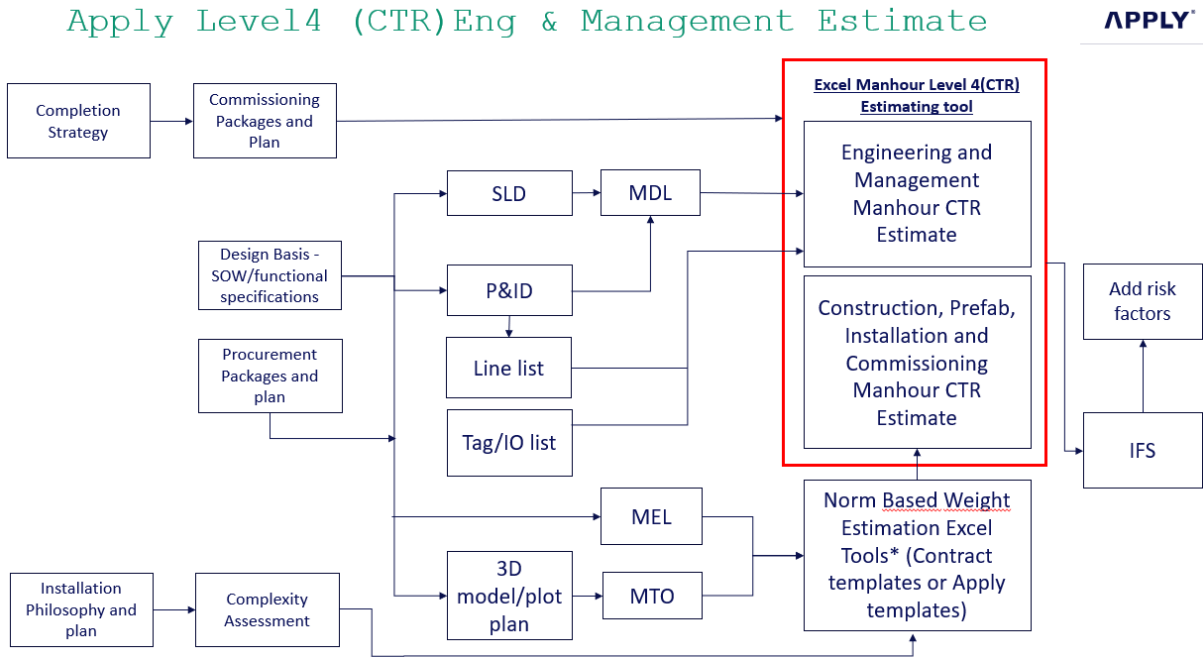 Apply Level4 (CTR)Eng & Management Estimate
APPLY
Completion
Strategy
Commissioning
Packages and
Plan
Excel Manhour Level 4(CTR)
Estimating tool
Engineering and
Management
Manhour CTR
Estimate
SLD
MDL
Design Basis -
SOW/functional
specifications
P&ID
Construction, Prefab,
Installation and
Commissioning
Manhour CTR
Estimate
Add risk
factors
Procurement
Packages and
plan
Line list
Tag/IO list
IFS
MEL
Norm Based Weight
Estimation Excel
Tools* (Contract
templates or Apply
templates)
3D
model/plot
plan
MTO
Installation
Philosophy and
plan
Complexity
Assessment